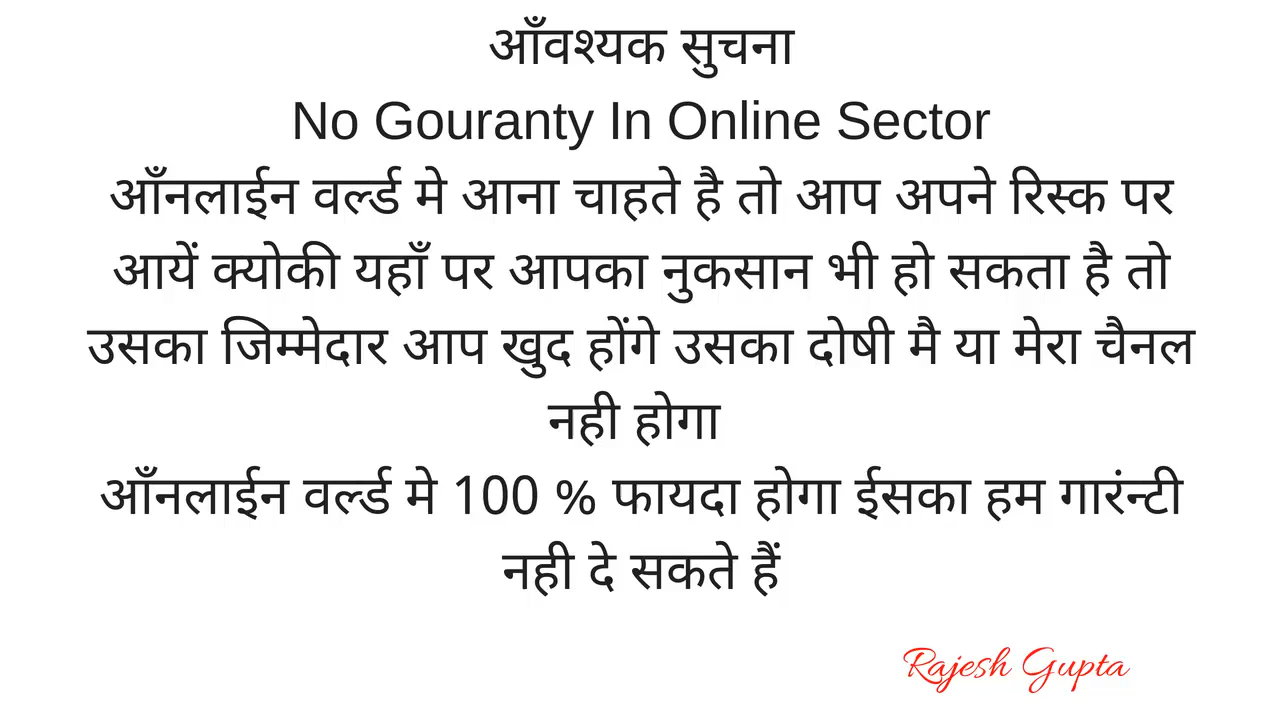 आँवश्यक सुचना
No Gouranty In Online Sector
आँनलाईन वर्ल्ड मे आना चाहते है तो आप अपने रिस्क पर
आयें क्योकी यहाँ पर आपका नुकसान भी हो सकता है तो
उसका जिम्मेदार आप खुद होंगे उसका दोषी मै या मेरा चैनल
नही होगा
आँनलाईन वर्ल्ड मे 100 % फायदा होगा ईसका हम गारंन्टी
नही दे सकते हैं
Rajesh Gupta